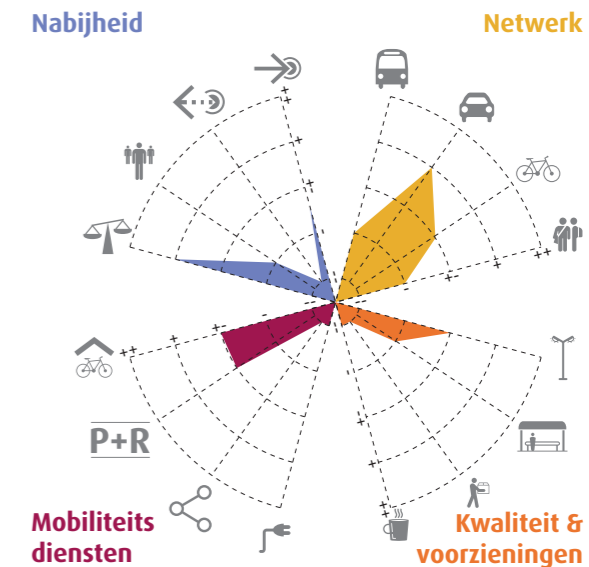 Nabijheid
Netwerk
P+R
Mobiliteits
diensten
Kwaliteit &
voorzieningen